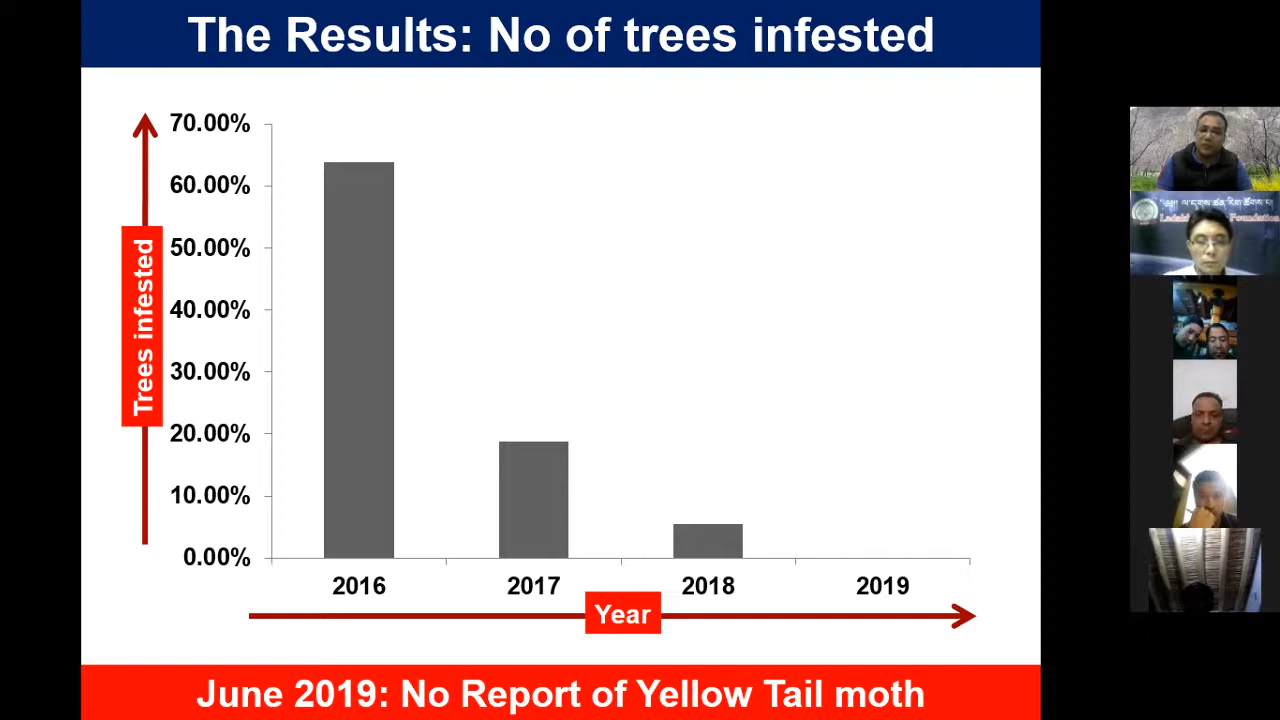 The Results: No of trees infested
70.00%
60.00%
50.00%
40.00%
30.00%
20.00%
10.00%
0.00%
Trees infested
2016 2017 2018 2019
Year
June 2019: No Report of Yellow Tail moth
Foundation